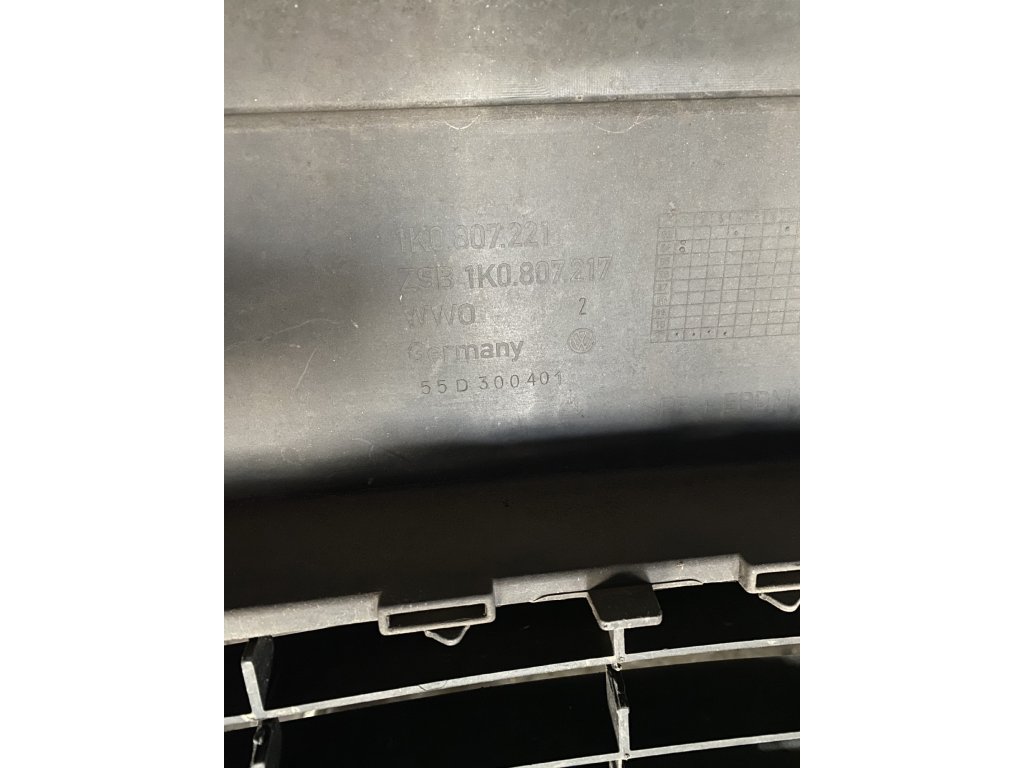 1K0.807.221
ZSB 1K0.807.217
WWO 2
Germany
55D300401